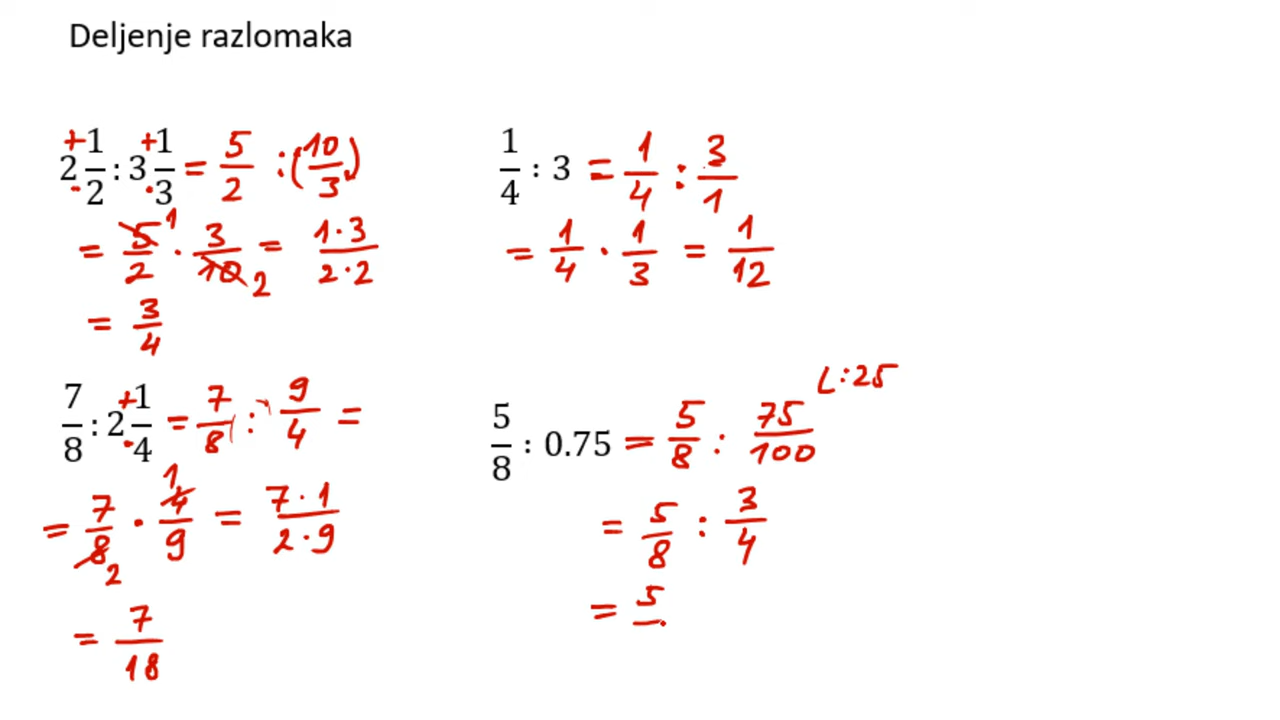 Deljenje razlomaka
2 1/2 : 3 1/3 = 5/2 : (10/3)
= 5/2 · 3/10 = 1·3/2·2
= 3/4
1/4 : 3 = 1/4 : 3/1
= 1/4 · 1/3 = 1/12
7/8 : 2 1/4 = 7/8 : 9/4 =
= 7/8 · 4/9 = 7·1/2·9
= 7/18
5/8 : 0.75 = 5/8 : 75/100 :25
= 5/8 : 3/4
= 5/